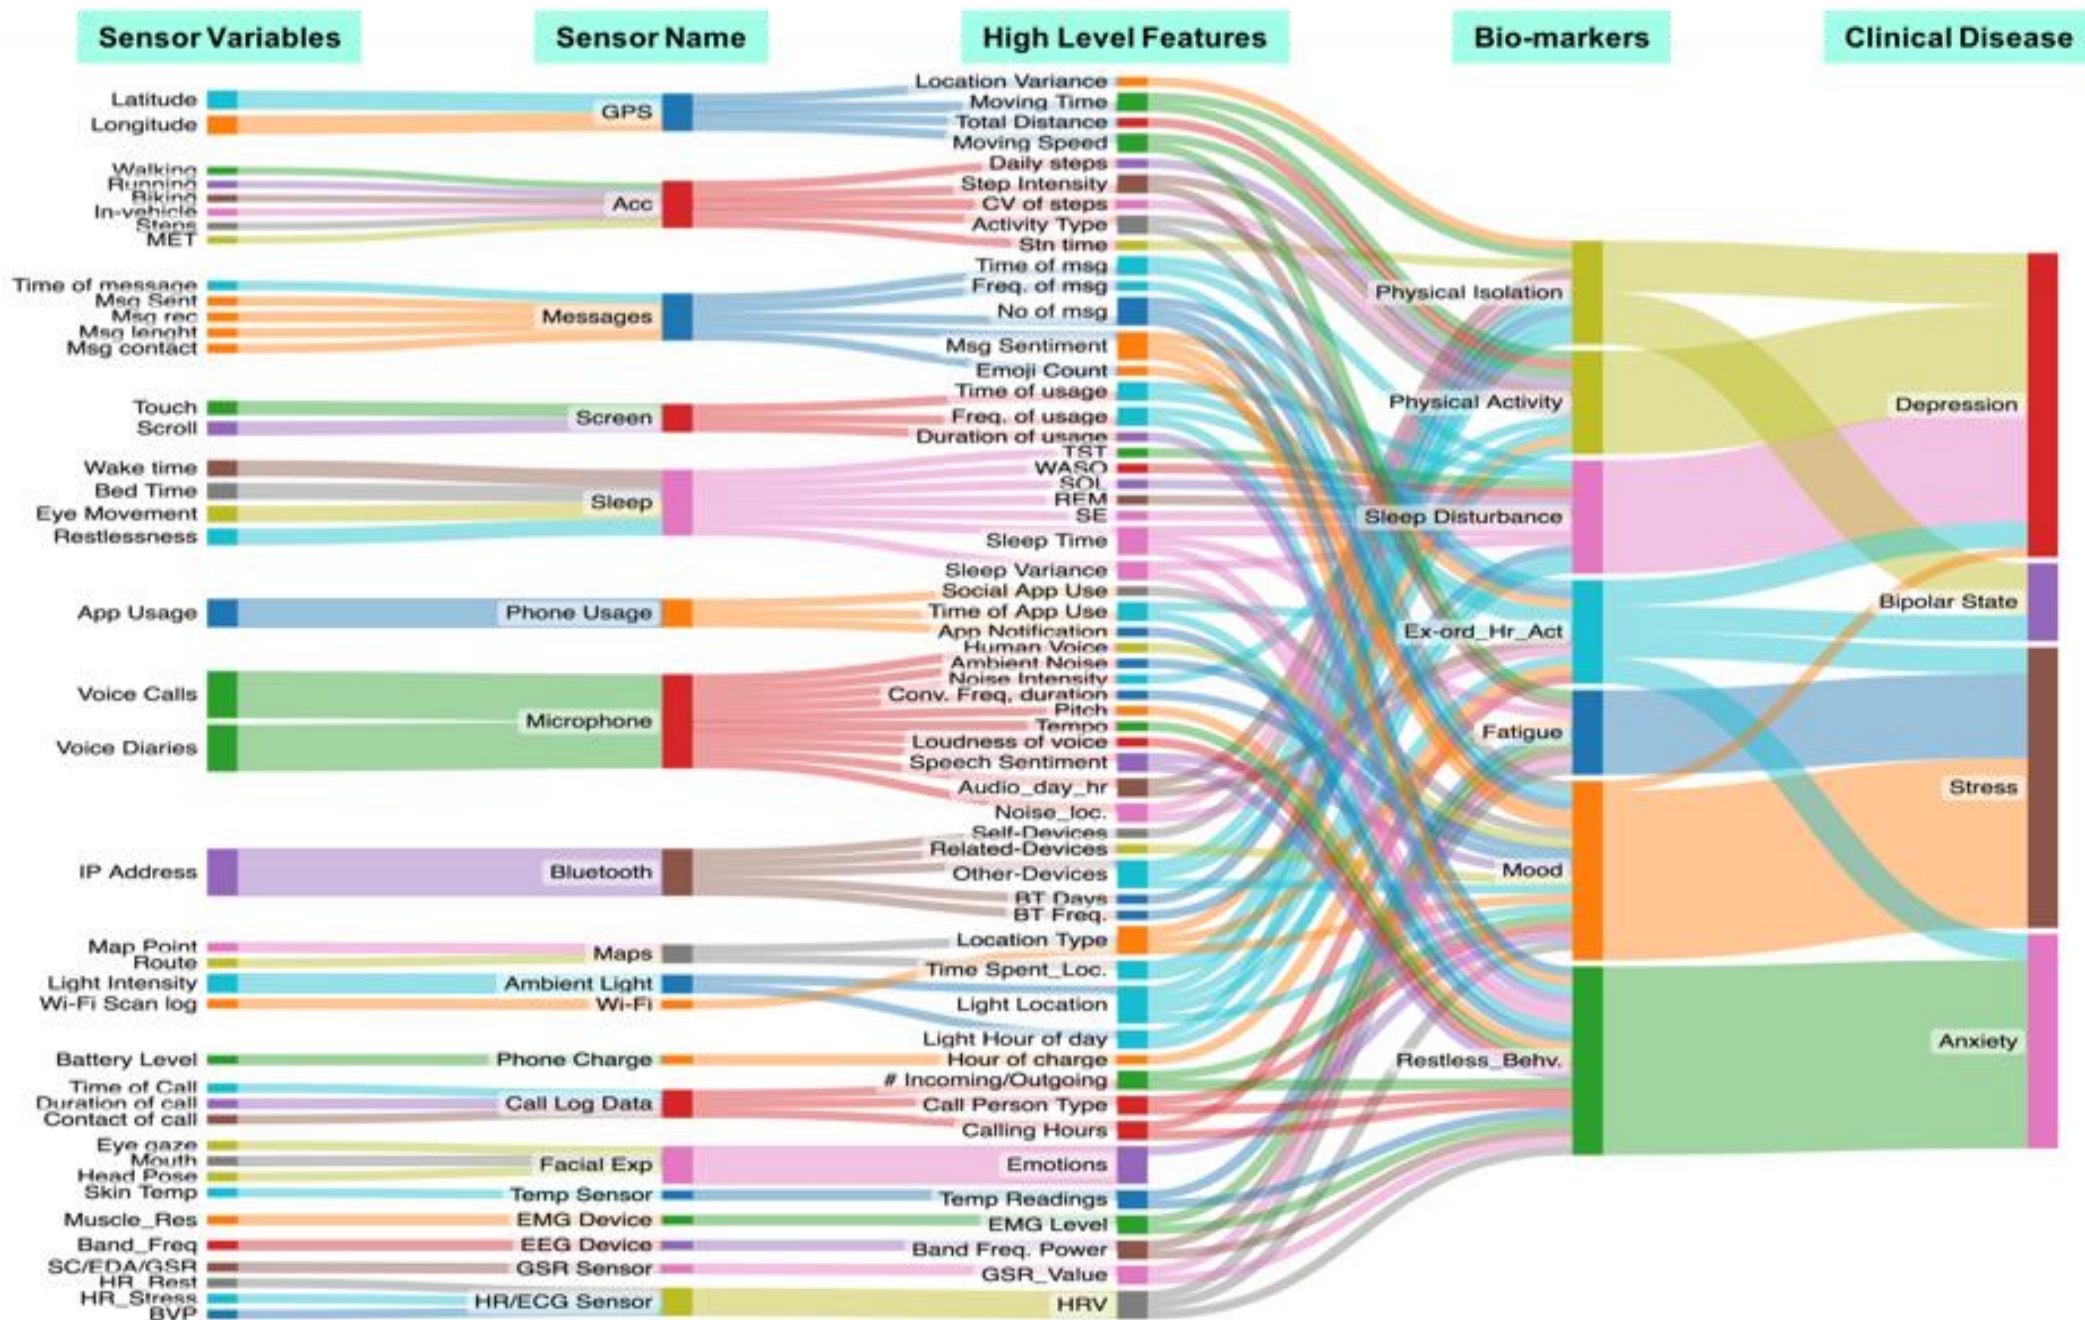 Sensor Variables
Sensor Name
High Level Features
Bio-markers
Clinical Disease
Latitude
Longitude
Walking
Running
Biking
In-vehicle
Steps
MET
Time of message
Msg Sent
Msg rec
Msg lenght
Msg contact
Touch
Scroll
Wake time
Bed Time
Eye Movement
Restlessness
App Usage
Voice Calls
Voice Diaries
IP Address
Map Point
Route
Light Intensity
Wi-Fi Scan log
Battery Level
Time of Call
Duration of call
Contact of call
Eye gaze
Mouth
Head Pose
Skin Temp
Muscle_Res
Band_Freq
SC/EDA/GSR
HR_Rest
HR_Stress
BVP
GPS
Acc
Messages
Screen
Sleep
Phone Usage
Microphone
Bluetooth
Maps
Ambient Light
Wi-Fi
Phone Charge
Call Log Data
Facial Exp
Temp Sensor
EMG Device
EEG Device
GSR Sensor
HR/ECG Sensor
Location Variance
Moving Time
Total Distance
Moving Speed
Daily steps
Step Intensity
CV of steps
Activity Type
Stn time
Time of msg
Freq. of msg
No of msg
Msg Sentiment
Emoji Count
Time of usage
Freq. of usage
Duration of usage
TST
WASO
SOL
REM
SE
Sleep Time
Sleep Variance
Social App Use
Time of App Use
App Notification
Human Voice
Ambient Noise
Noise Intensity
Conv. Freq, duration
Pitch
Tempo
Loudness of voice
Speech Sentiment
Audio_day_hr
Noise_loc.
Self-Devices
Related-Devices
Other-Devices
BT Days
BT Freq.
Location Type
Time Spent_Loc.
Light Location
Light Hour of day
Hour of charge
# Incoming/Outgoing
Call Person Type
Calling Hours
Emotions
Temp Readings
EMG Level
Band Freq. Power
GSR_Value
HRV
Physical Isolation
Physical Activity
Sleep Disturbance
Ex-ord_Hr_Act
Fatigue
Mood
Restless_Behv.
Depression
Bipolar State
Stress
Anxiety